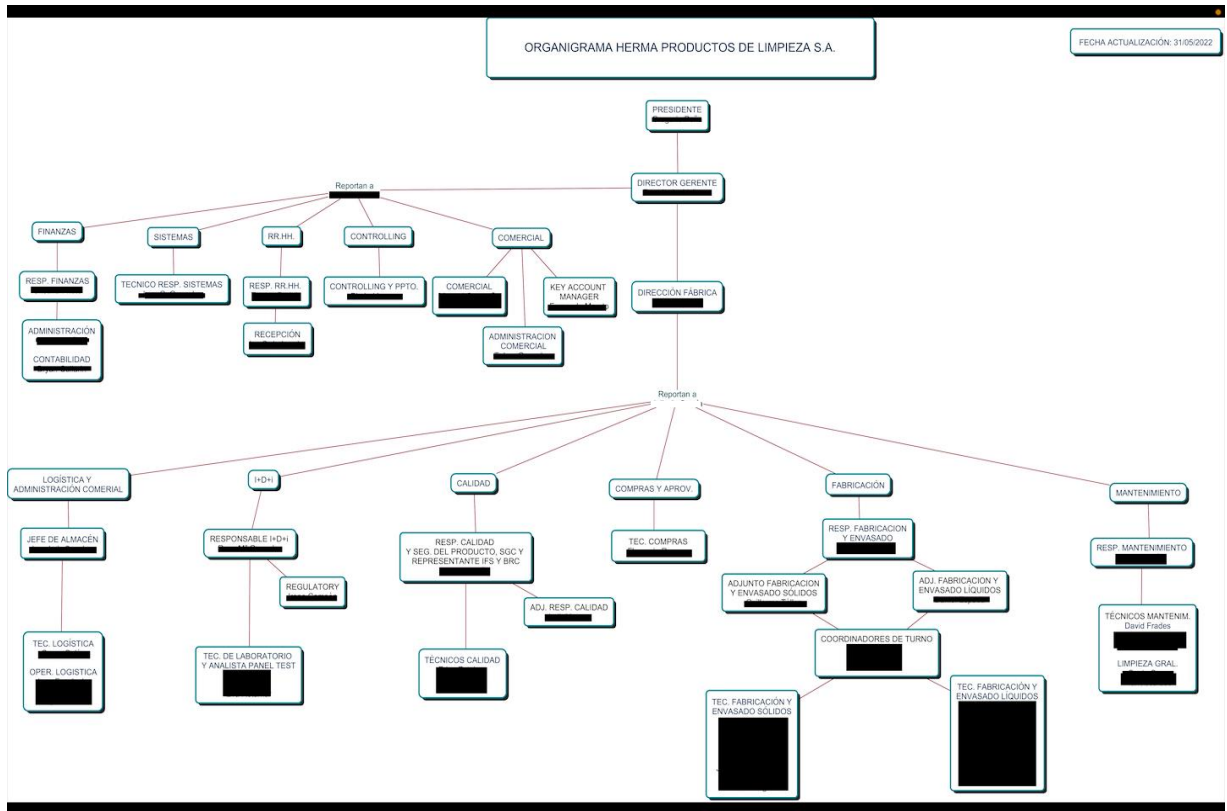 ORGANIGRAMA HERMA PRODUCTOS DE LIMPIEZA S.A.
FECHA ACTUALIZACIÓN: 31/05/2022
PRESIDENTE
DIRECTOR GERENTE
Reportan a
FINANZAS
SISTEMAS
RR.HH.
CONTROLLING
COMERCIAL
RESP. FINANZAS
TECNICO RESP. SISTEMAS
RESP. RR.HH.
CONTROLLING Y PPTO.
COMERCIAL
KEY ACCOUNT
MANAGER
DIRECCIÓN FÁBRICA
ADMINISTRACIÓN
CONTABILIDAD
RECEPCIÓN
ADMINISTRACION
COMERCIAL
Reportan a
LOGÍSTICA Y
ADMINISTRACIÓN COMERIAL
I+D+i
CALIDAD
COMPRAS Y APROV.
FABRICACIÓN
MANTENIMIENTO
JEFE DE ALMACÉN
RESPONSABLE I+D+i
RESP. CALIDAD
Y SEG. DEL PRODUCTO, SGC Y
REPRESENTANTE IFS Y BRC
TEC. COMPRAS
RESP. FABRICACION
Y ENVASADO
RESP. MANTENIMIENTO
REGULATORY
ADJ. RESP. CALIDAD
ADJUNTO FABRICACION
Y ENVASADO SÓLIDOS
ADJ. FABRICACION Y
ENVASADO LÍQUIDOS
TEC. LOGÍSTICA
OPER. LOGISTICA
TEC. DE LABORATORIO
Y ANALISTA PANEL TEST
TÉCNICOS CALIDAD
COORDINADORES DE TURNO
TÉCNICOS MANTENIM.
David Frades
LIMPIEZA GRAL.
TEC. FABRICACIÓN Y
ENVASADO SÓLIDOS
TEC. FABRICACIÓN Y
ENVASADO LÍQUIDOS